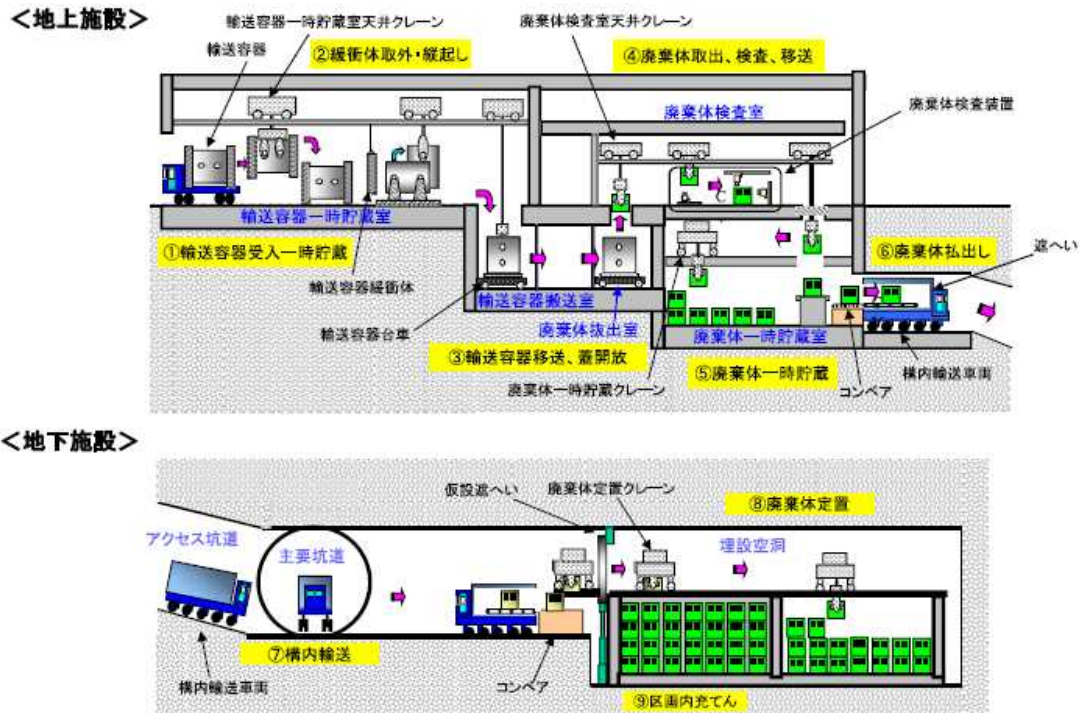 ＜地上施設＞
輸送容器一時貯蔵室天井クレーン
輸送容器
②緩衝体取外・縦起し
廃棄体検査室天井クレーン
④廃棄体取出、検査、移送
廃棄体検査装置
廃棄体検査室
輸送容器一時貯蔵室
①輸送容器受入一時貯蔵
輸送容器緩衝体
輸送容器台車
輸送容器搬送室
廃棄体抜出室
③輸送容器移送、蓋開放
廃棄体一時貯蔵クレーン
廃棄体一時貯蔵室
⑤廃棄体一時貯蔵
⑥廃棄体払出し
遮へい
コンベア
構内輸送車両
＜地下施設＞
仮設遮へい
廃棄体定置クレーン
⑧廃棄体定置
アクセス坑道
主要坑道
埋設空洞
⑦構内輸送
構内輸送車両
コンベア
⑨区画内充てん